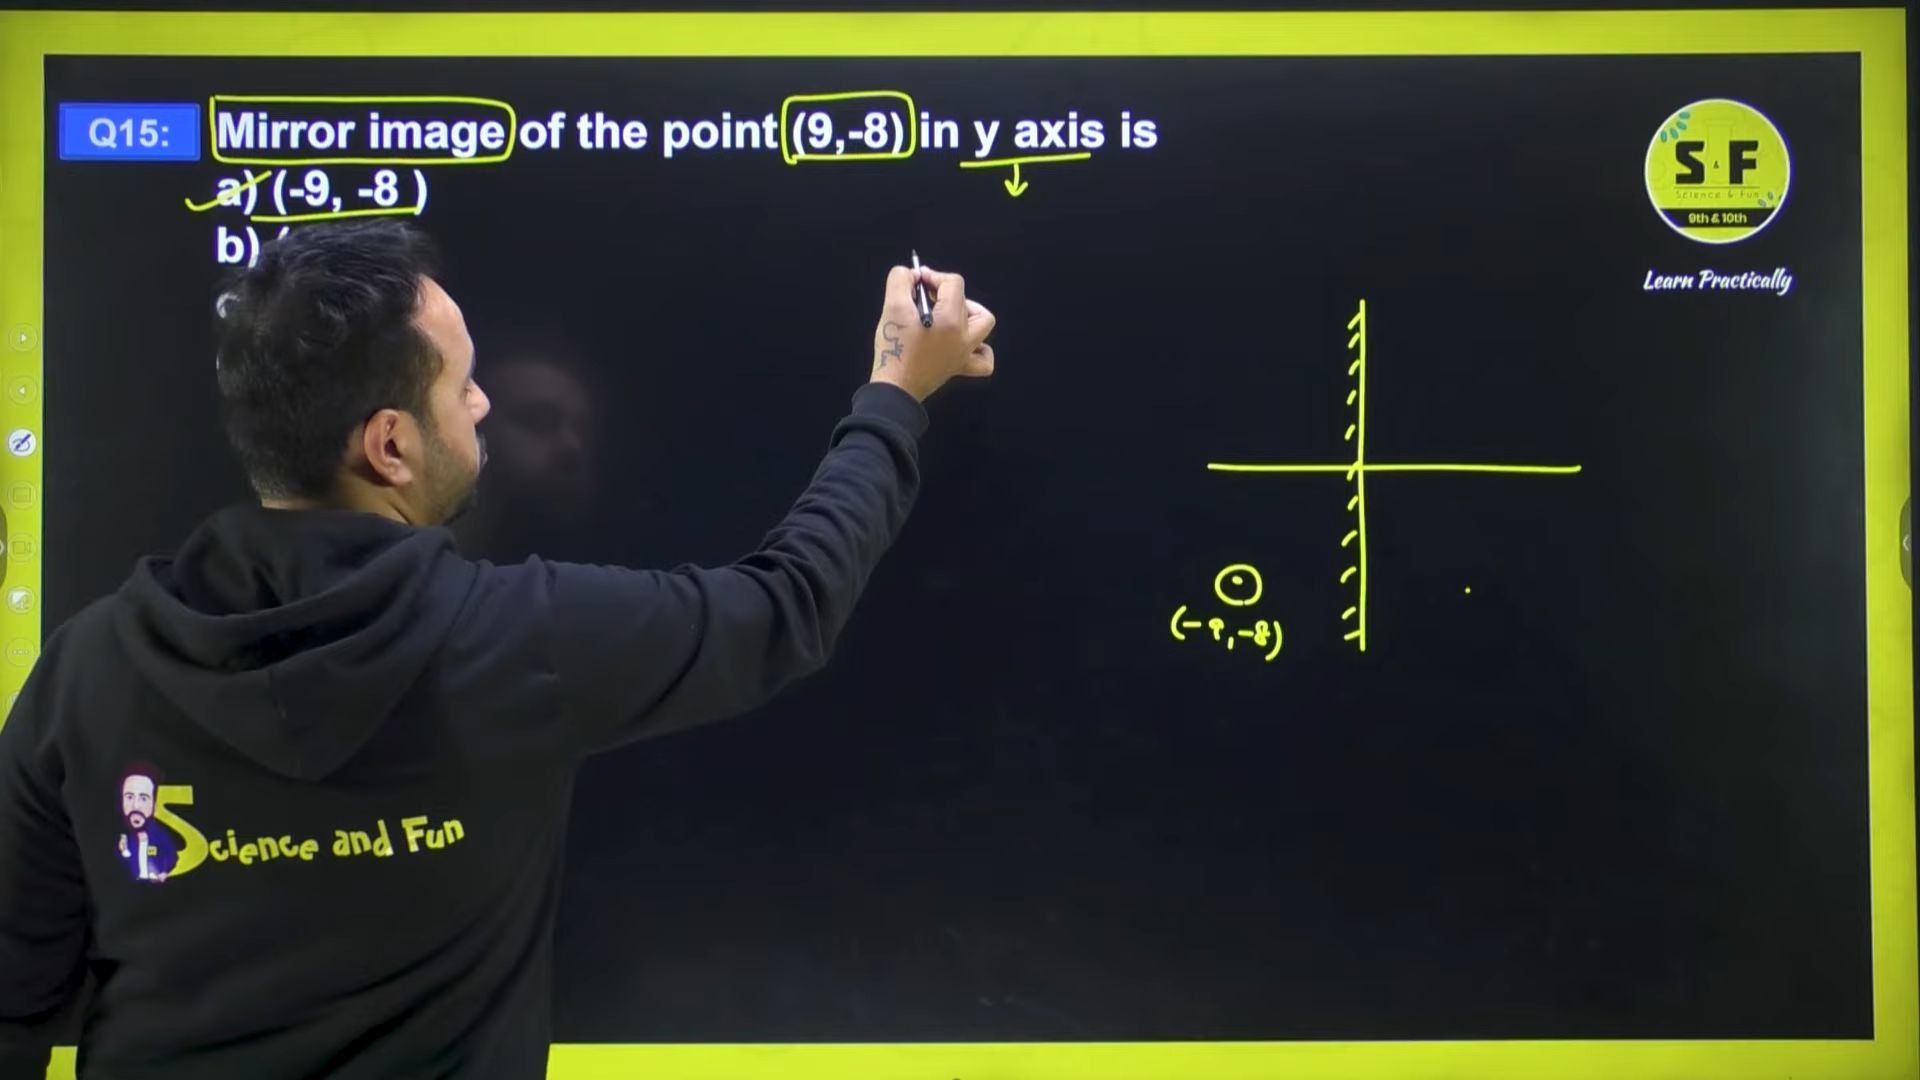 Q15: Mirror image of the point (9,-8) in y axis is
a) (-9, -8 )
b) (
S & F
Science & Fun
9th & 10th
Learn Practically
(-9,-8)
Science and Fun